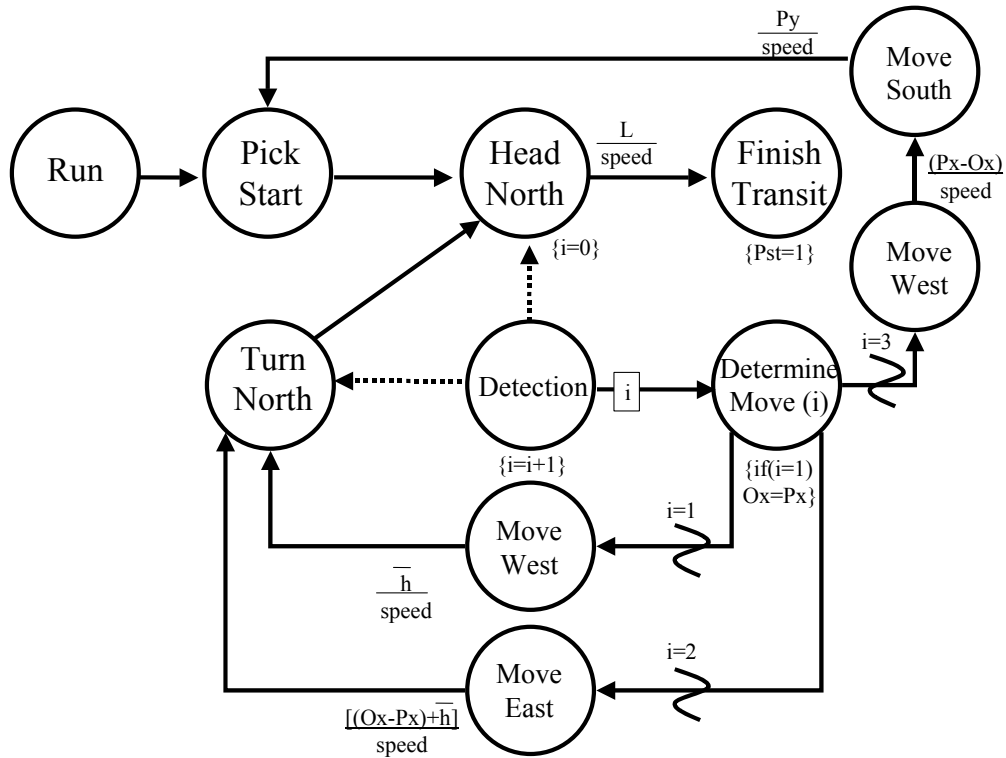 Py
speed
Move
South
Run
Pick
Start
Head
North
{i=0}
L
speed
Finish
Transit
{Pst=1}
(Px-Ox)
speed
Move
West
Turn
North
Detection
{i=i+1}
i
Determine
Move (i)
{if(i=1)
Ox=Px}
i=3
i=1
Move
West
h̅
speed
i=2
Move
East
[(Ox-Px)+h̅]
speed